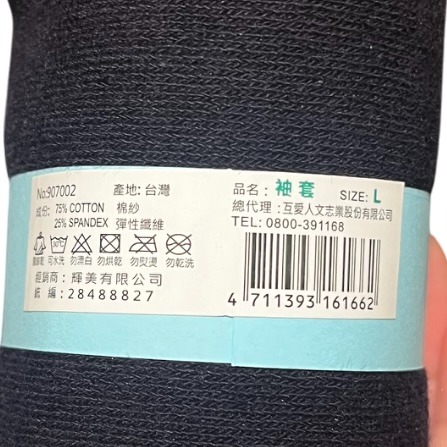 No:907002 產地: 台灣
成份: 75% COTTON 棉紗
25% SPANDEX 彈性纖維
可水洗 勿漂白 勿烘乾 勿熨燙 勿乾洗
經銷商：輝美有限公司
統編：28488827
品名：袖套 SIZE: L
總代理：互愛人文志業股份有限公司
TEL: 0800-391168
4 711393 161662